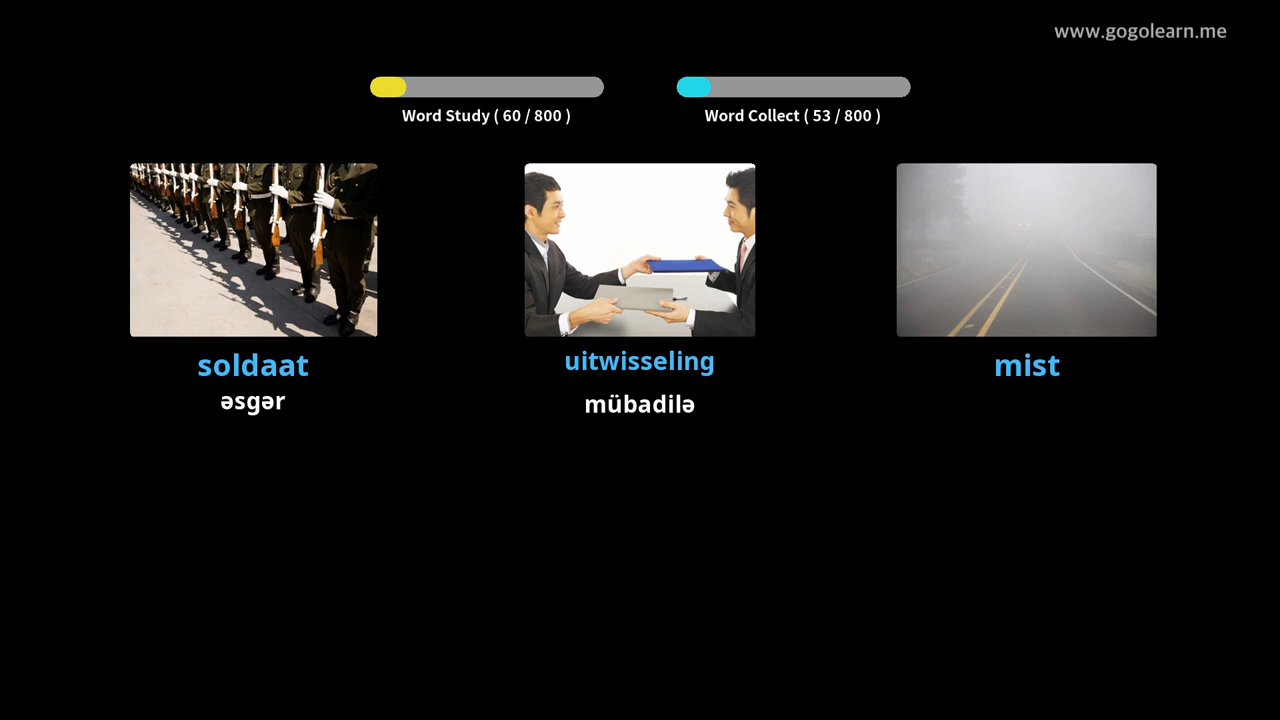 www.gogolearn.me
Word Study ( 60 / 800 )
Word Collect ( 53 / 800 )
soldaat
əsgər
uitwisseling
mübadilə
mist